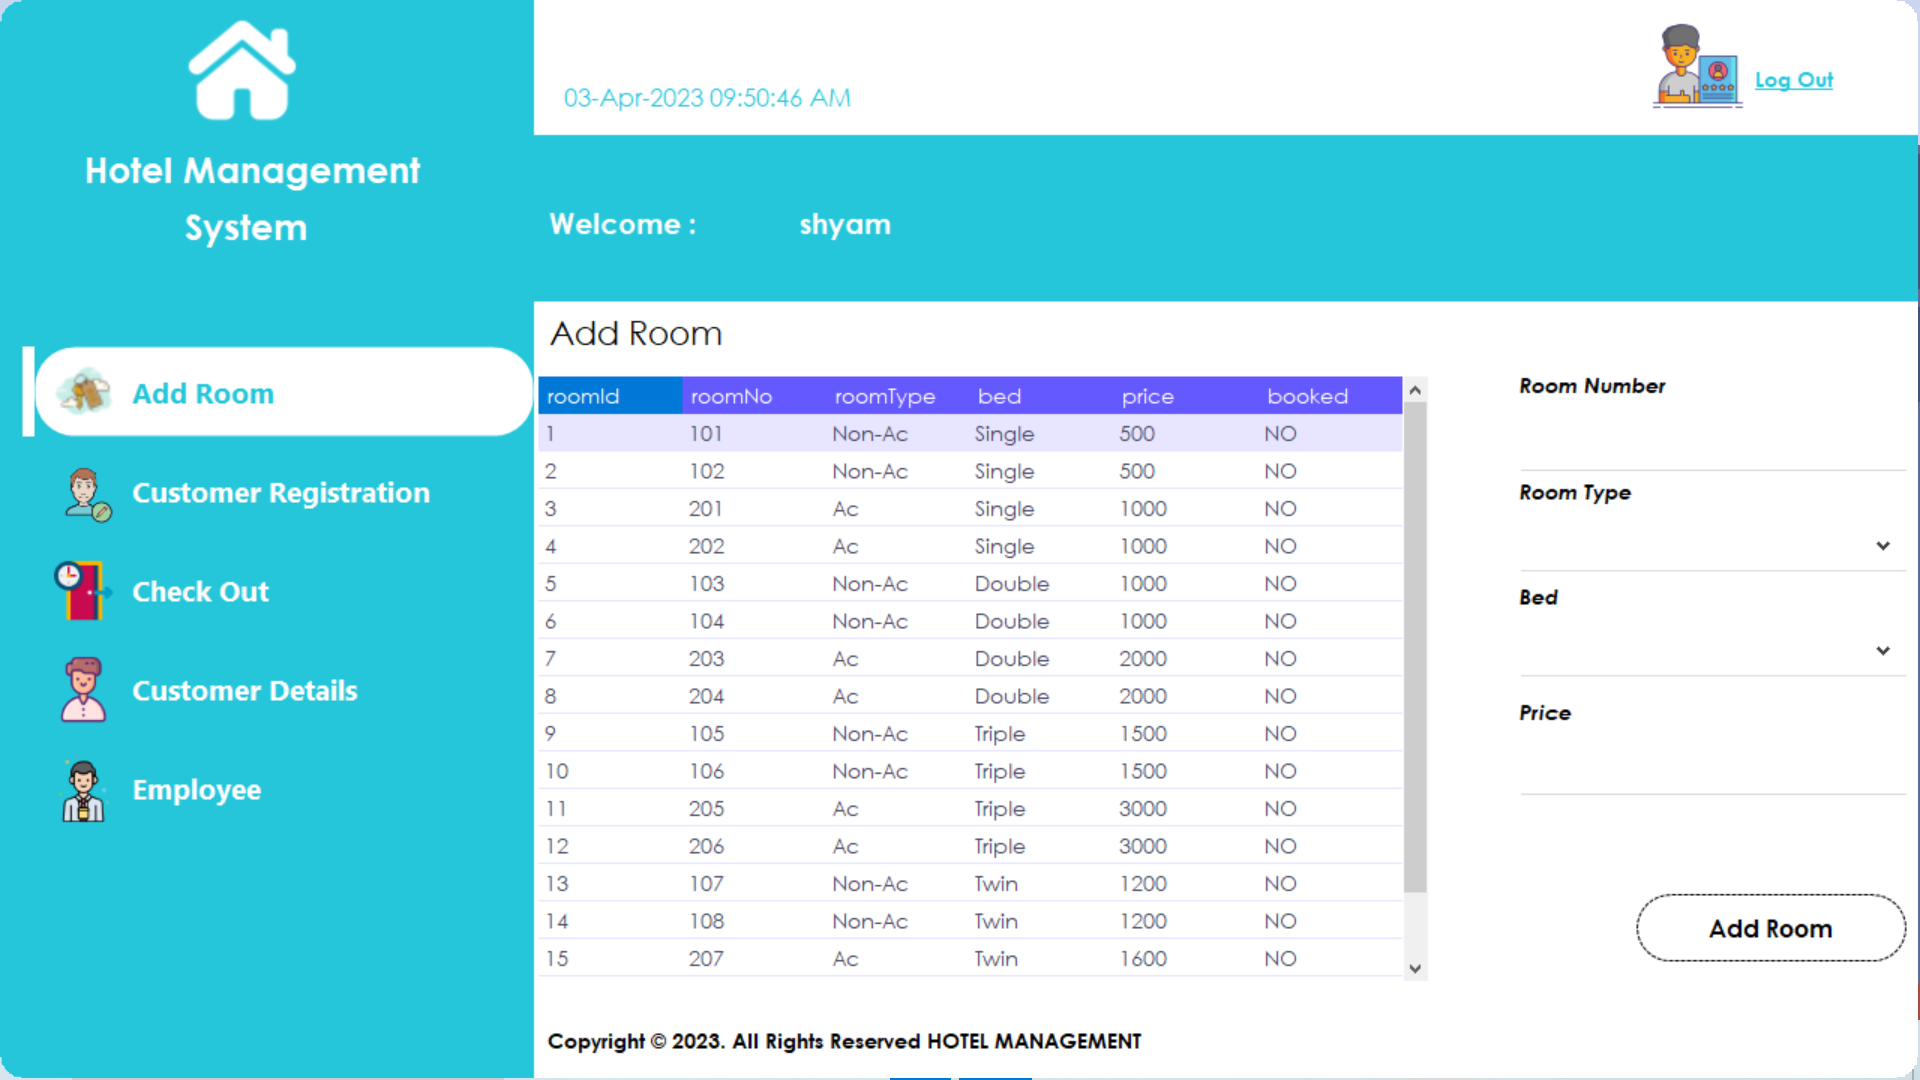 Hotel Management
System
03-Apr-2023 09:50:46 AM
Log Out
Welcome : shyam
Add Room
Customer Registration
Check Out
Customer Details
Employee
Add Room
roomId roomNo roomType bed price booked
1 101 Non-Ac Single 500 NO
2 102 Non-Ac Single 500 NO
3 201 Ac Single 1000 NO
4 202 Ac Single 1000 NO
5 103 Non-Ac Double 1000 NO
6 104 Non-Ac Double 1000 NO
7 203 Ac Double 2000 NO
8 204 Ac Double 2000 NO
9 105 Non-Ac Triple 1500 NO
10 106 Non-Ac Triple 1500 NO
11 205 Ac Triple 3000 NO
12 206 Ac Triple 3000 NO
13 107 Non-Ac Twin 1200 NO
14 108 Non-Ac Twin 1200 NO
15 207 Ac Twin 1600 NO
Room Number
Room Type
Bed
Price
Add Room
Copyright © 2023. All Rights Reserved HOTEL MANAGEMENT